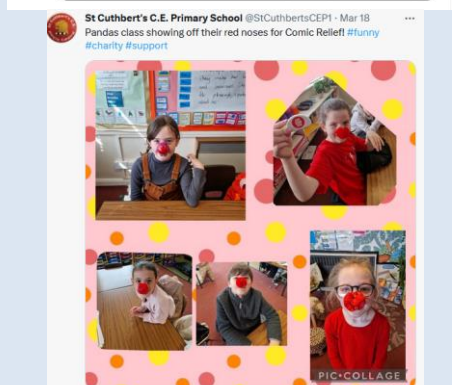 St Cuthbert's C.E. Primary School @StCuthbertsCEP1 · Mar 18
Pandas class showing off their red noses for Comic Relief! #funny
#charity #support
PIC•COLLAGE